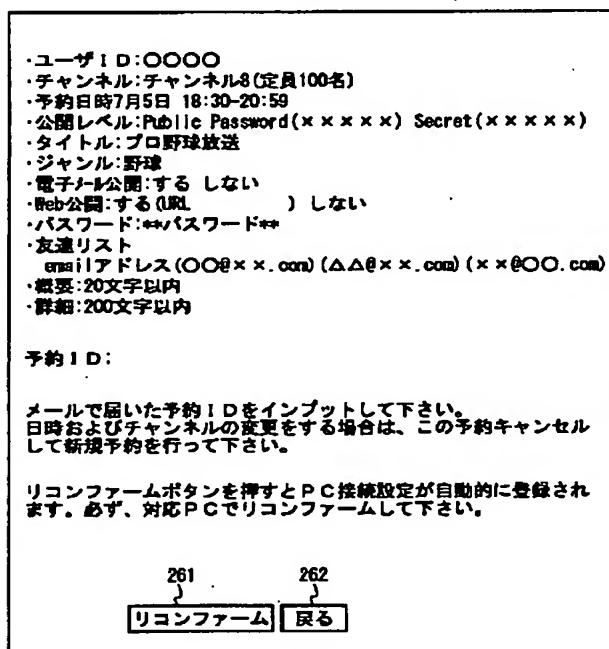 ・ユーザID:○○○○
・チャンネル:チャンネル8(定員100名)
・予約日時7月5日 18:30-20:59
・公開レベル:Public Password(×××××) Secret(×××××)
・タイトル:プロ野球放送
・ジャンル:野球
・電子メール公開:する しない
・Web公開:する(URL ) しない
・パスワード:**パスワード**
・友達リスト
emailアドレス(○○@××.com)(△△@××.com)(××@○○.com)
・概要:20文字以内
・詳細:200文字以内
予約ID:
メールで届いた予約IDをインプットして下さい。
日時およびチャンネルの変更をする場合は、この予約キャンセル
して新規予約を行って下さい。
リコンファームボタンを押すとPC接続設定が自動的に登録され
ます。必ず、対応PCでリコンファームして下さい。
261 262
リコンファーム 戻る